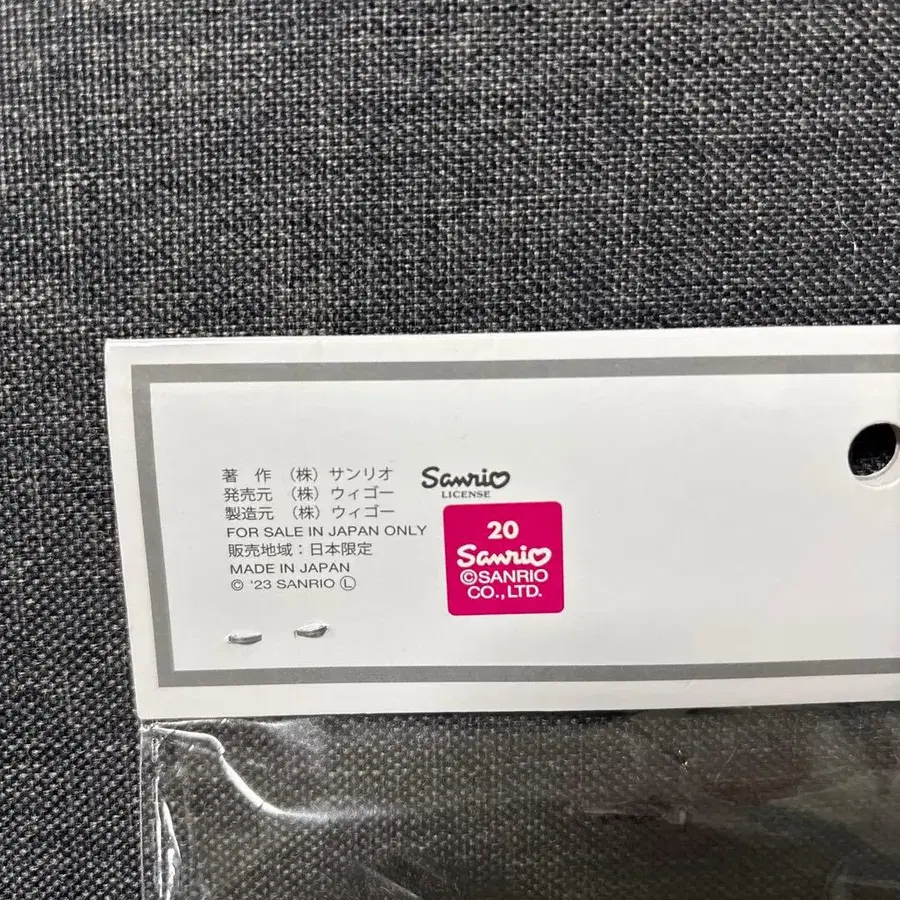 著 作 (株) サンリオ
発売元 (株) ウィゴー
製造元 (株) ウィゴー
FOR SALE IN JAPAN ONLY
販売地域：日本限定
MADE IN JAPAN
© '23 SANRIO Ⓛ
Sanrio
LICENSE
20
Sanrio
©SANRIO
CO.,LTD.